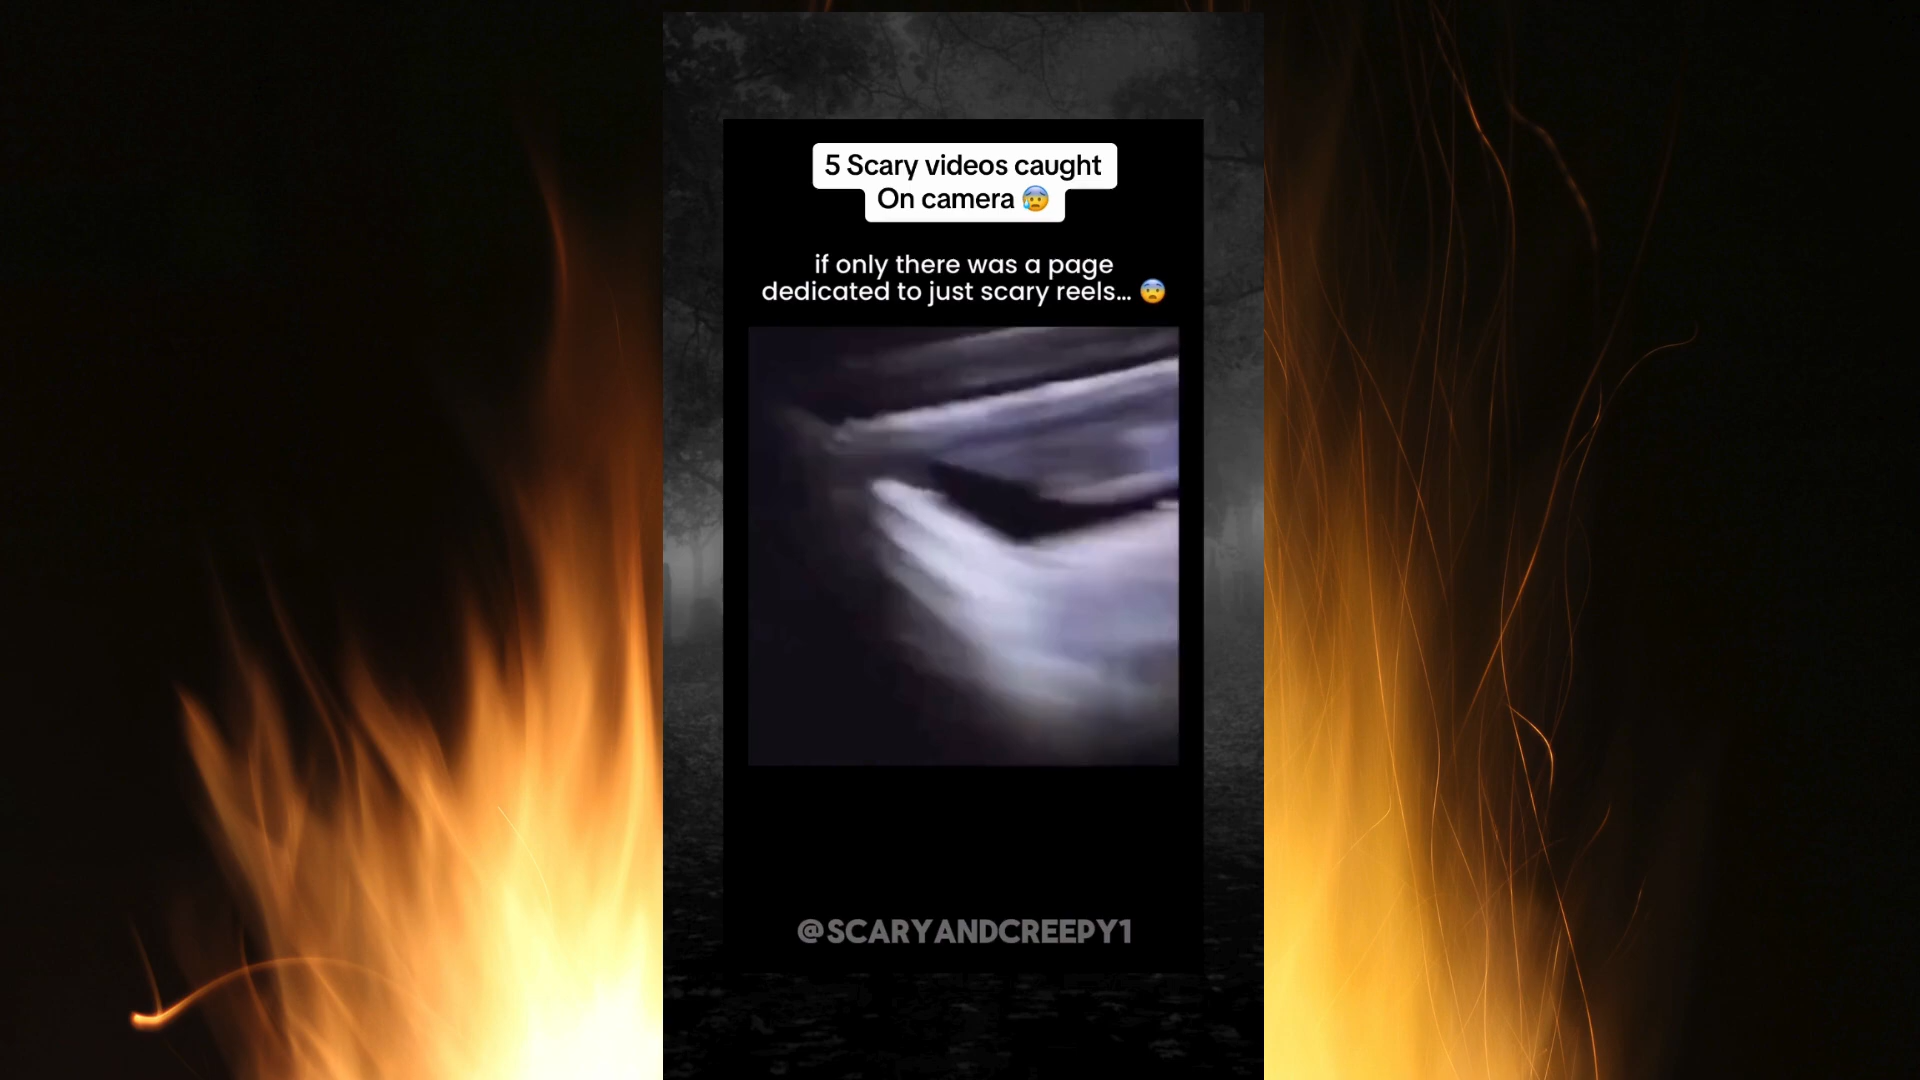 5 Scary videos caught
On camera 😰
if only there was a page
dedicated to just scary reels... 😨
@SCARYANDCREEPY1